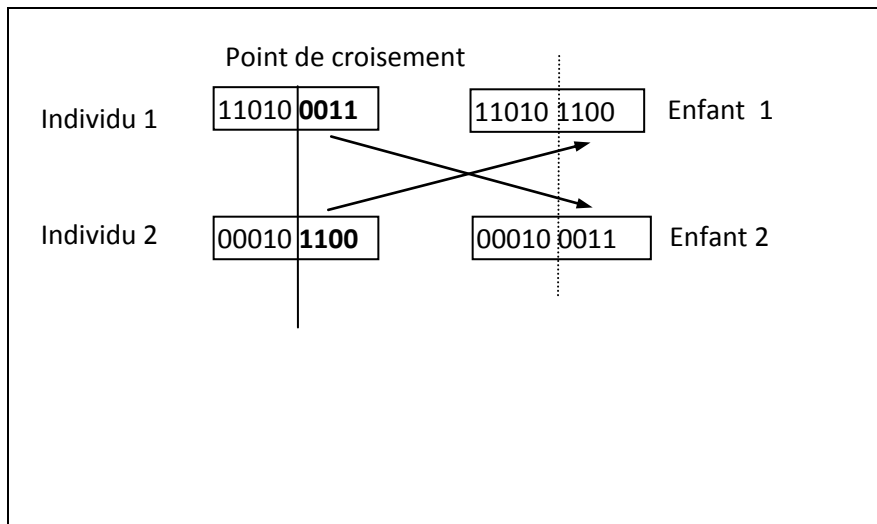 Point de croisement
Individu 1 11010 0011 11010 1100 Enfant 1
Individu 2 00010 1100 00010 0011 Enfant 2